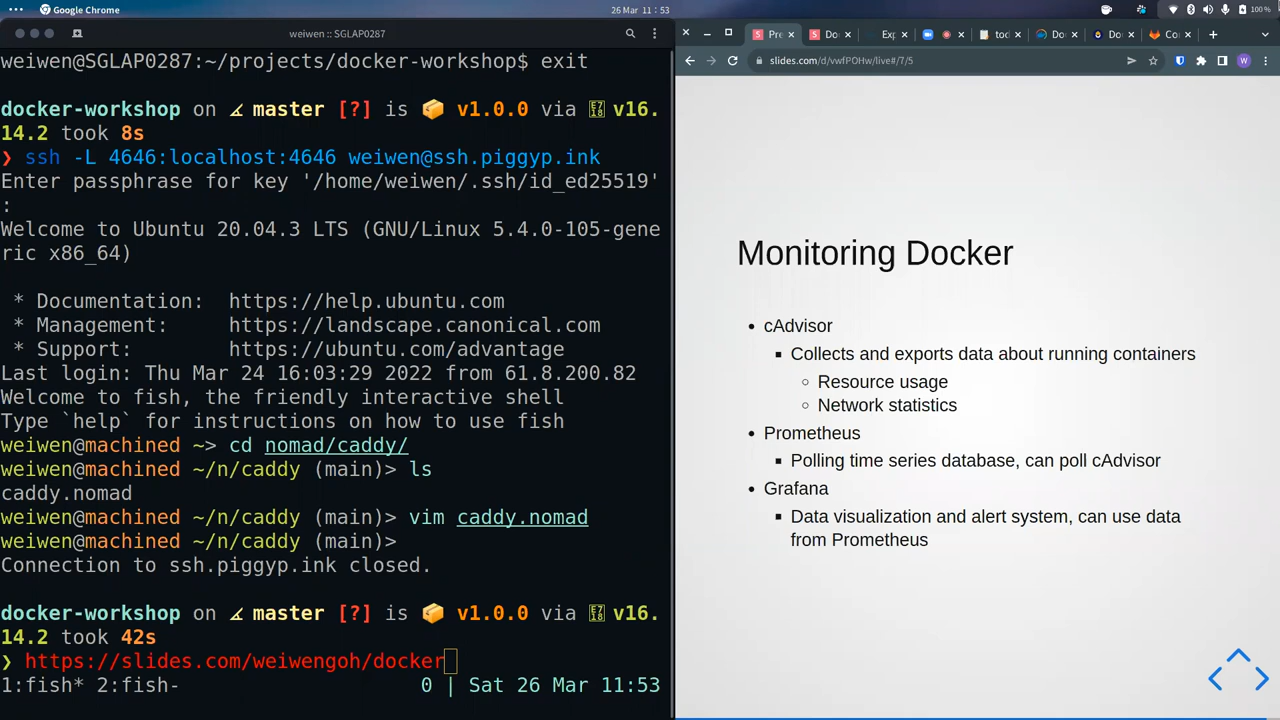 Google Chrome
26 Mar 11:53
100 %
weiwen :: SGLAP0287
weiwen@SGLAP0287:~/projects/docker-workshop$ exit
docker-workshop on master [?] is 📦 v1.0.0 via v16.
14.2 took 8s
❯ ssh -L 4646:localhost:4646 weiwen@ssh.piggyp.ink
Enter passphrase for key '/home/weiwen/.ssh/id_ed25519'
:
Welcome to Ubuntu 20.04.3 LTS (GNU/Linux 5.4.0-105-gene
ric x86_64)
* Documentation: https://help.ubuntu.com
* Management: https://landscape.canonical.com
* Support: https://ubuntu.com/advantage
Last login: Thu Mar 24 16:03:29 2022 from 61.8.200.82
Welcome to fish, the friendly interactive shell
Type `help` for instructions on how to use fish
weiwen@machined ~> cd nomad/caddy/
weiwen@machined ~/n/caddy (main)> ls
caddy.nomad
weiwen@machined ~/n/caddy (main)> vim caddy.nomad
weiwen@machined ~/n/caddy (main)>
Connection to ssh.piggyp.ink closed.
docker-workshop on master [?] is 📦 v1.0.0 via v16.
14.2 took 42s
❯ https://slides.com/weiwengoh/docker
1:fish* 2:fish- 0 | Sat 26 Mar 11:53
Pre Do Exp too Do Do Co
slides.com/d/vwfPOHw/live#/7/5
W
Monitoring Docker
• cAdvisor
▪ Collects and exports data about running containers
○ Resource usage
○ Network statistics
• Prometheus
▪ Polling time series database, can poll cAdvisor
• Grafana
▪ Data visualization and alert system, can use data
from Prometheus